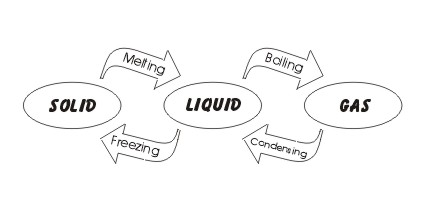 Melting
Boiling
SOLID
LIQUID
GAS
Freezing
Condensing